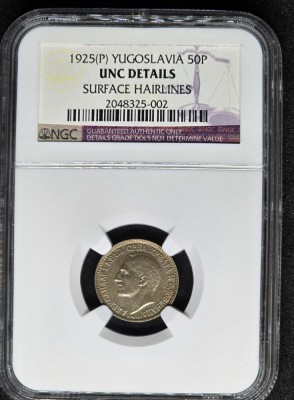 1925(P) YUGOSLAVIA 50P
UNC DETAILS
SURFACE HAIRLINES
2048325-002
NGC
GUARANTEED AUTHENTIC ONLY.
DETAILS GRADE DOES NOT DETERMINE VALUE.